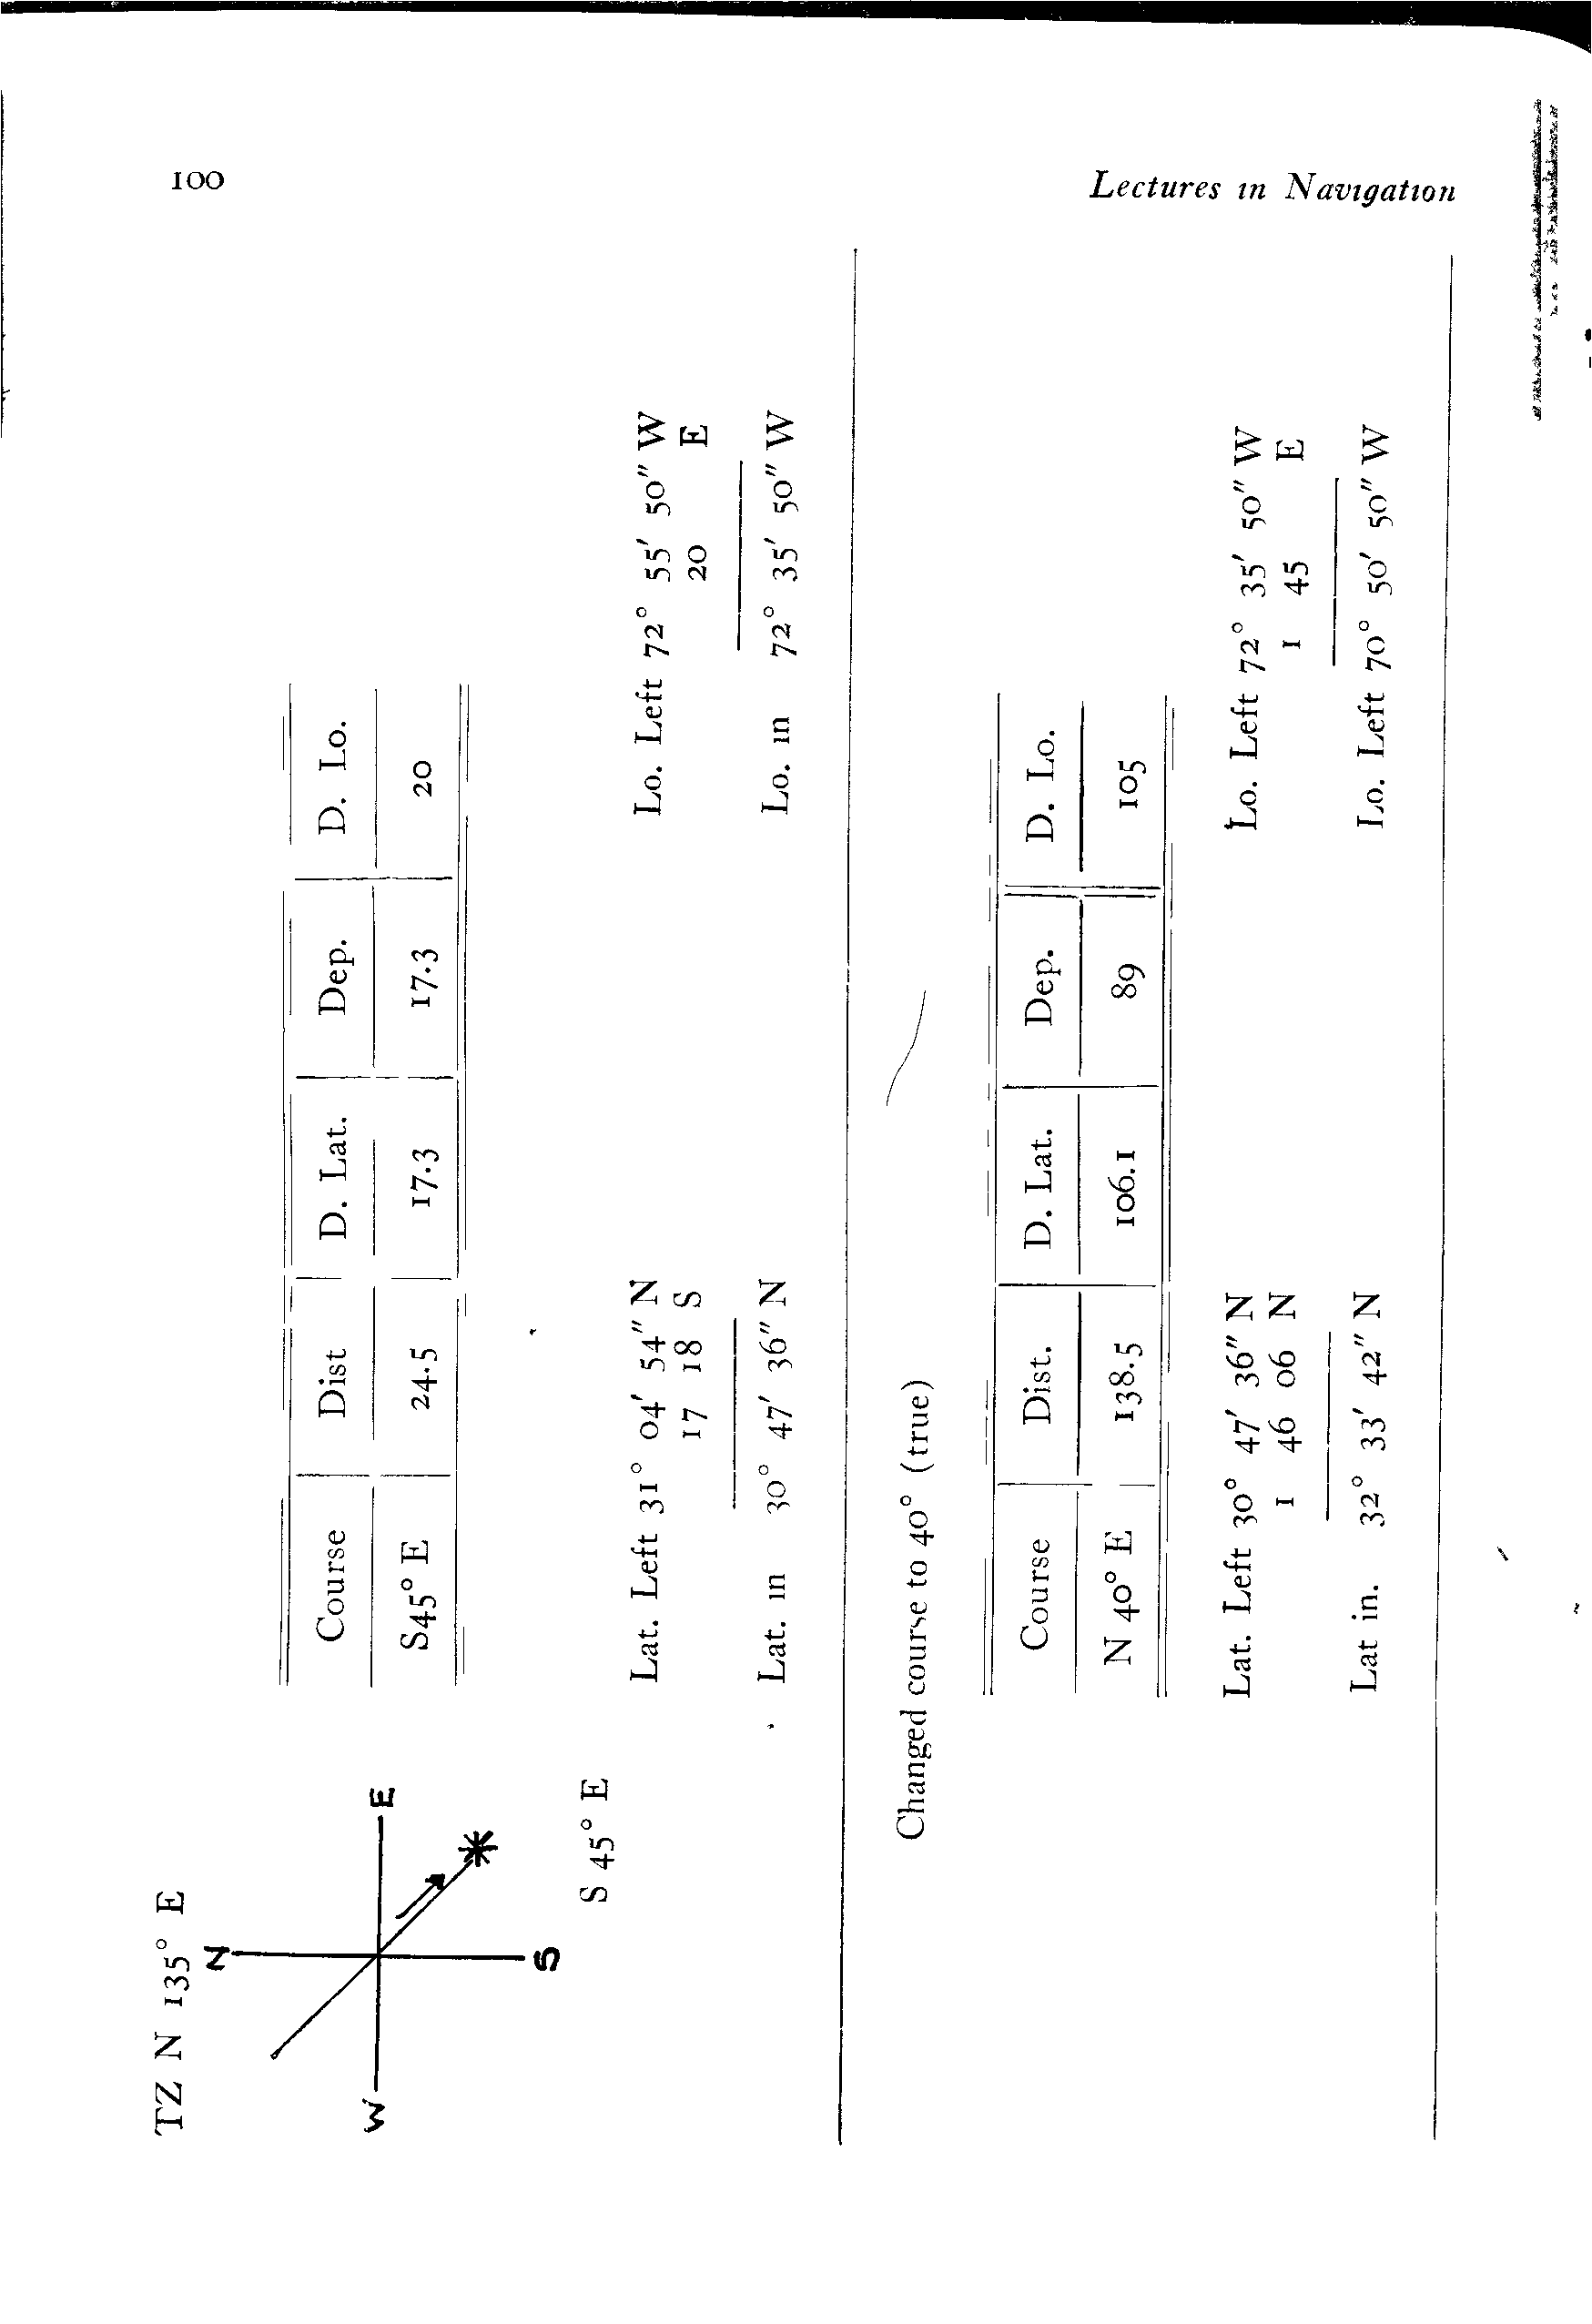 100
Lectures in Navigation
TZ N 135° E
N
W
E
S
S 45° E
Course Dist D. Lat. Dep. D. Lo.
S45° E 24.5 17.3 17.3 20
Lat. Left 31° 04′ 54″ N Lo. Left 72° 55′ 50″ W
17 18 S 20 E
Lat. in 30° 47′ 36″ N Lo. in 72° 35′ 50″ W
Changed course to 40° (true)
Course Dist. D. Lat. Dep. D. Lo.
N 40° E 138.5 106.1 89 105
Lat. Left 30° 47′ 36″ N Lo. Left 72° 35′ 50″ W
1 46 06 N 1 45 E
Lat in. 32° 33′ 42″ N Lo. Left 70° 50′ 50″ W